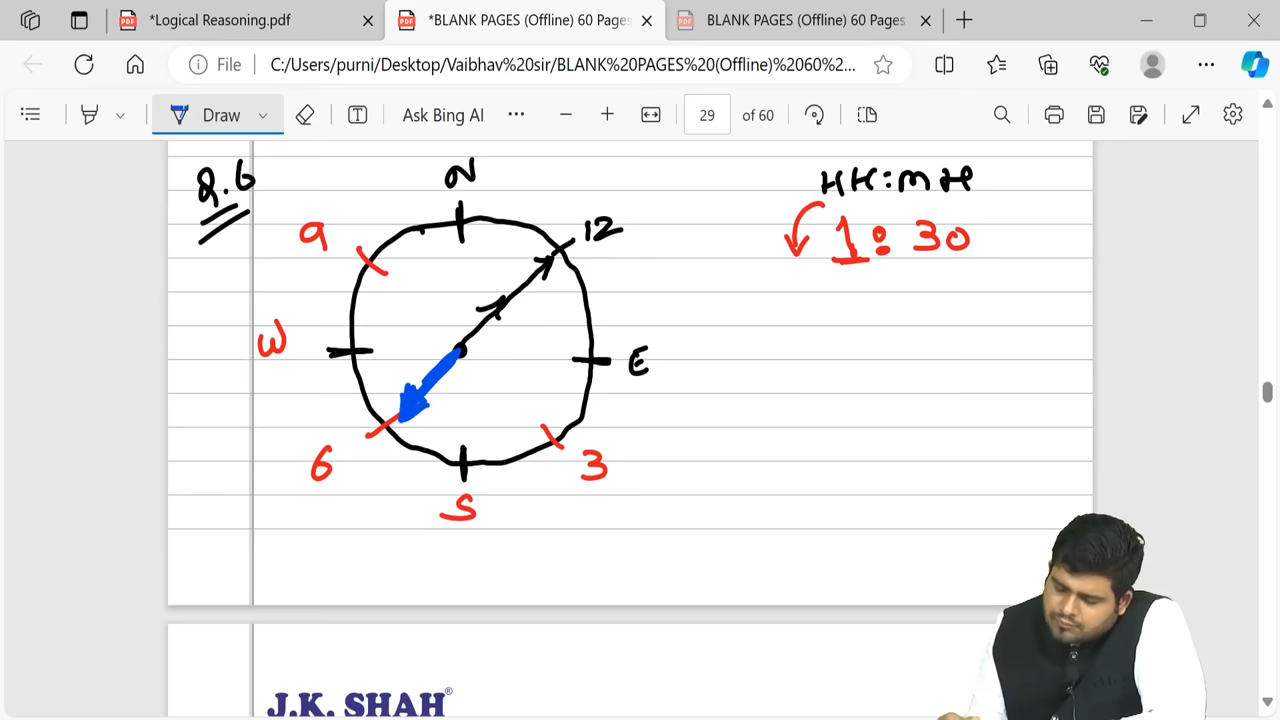 *Logical Reasoning.pdf
*BLANK PAGES (Offline) 60 Pages
BLANK PAGES (Offline) 60 Pages
File
C:/Users/purni/Desktop/Vaibhav%20sir/BLANK%20PAGES%20(Offline)%2060%2...
Draw
Ask Bing AI
29
of 60
Q.6
N
HH:MM
9
12
1:30
W
E
6
3
S
J.K. SHAH®